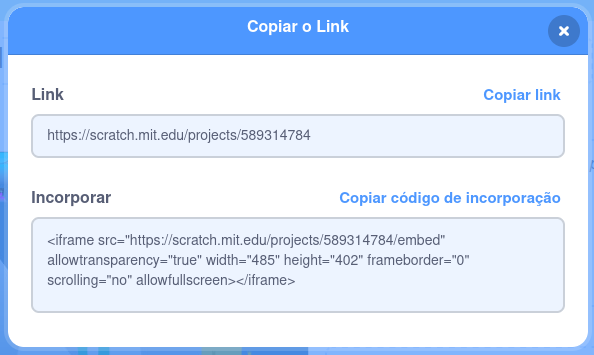 Copiar o Link
Link
Copiar link
https://scratch.mit.edu/projects/589314784
Incorporar
Copiar código de incorporação
<iframe src="https://scratch.mit.edu/projects/589314784/embed"
allowtransparency="true" width="485" height="402" frameborder="0"
scrolling="no" allowfullscreen></iframe>